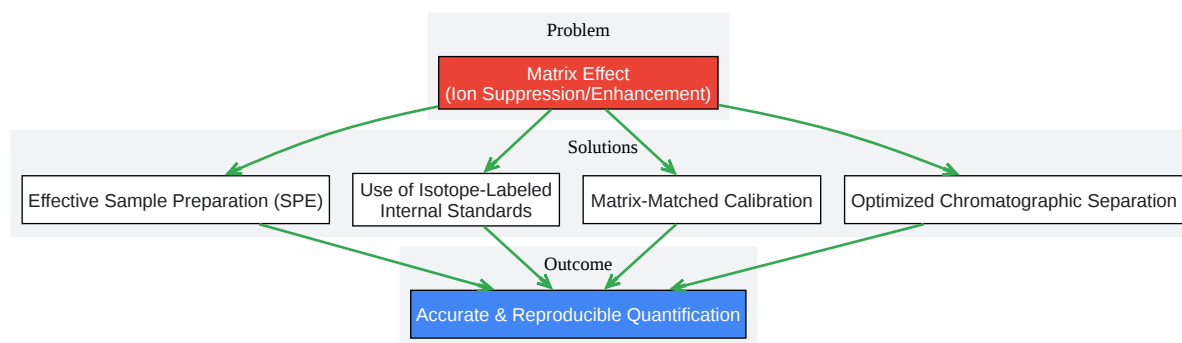 Problem
Matrix Effect
(Ion Suppression/Enhancement)
Solutions
Effective Sample Preparation (SPE)
Use of Isotope-Labeled
Internal Standards
Matrix-Matched Calibration
Optimized Chromatographic Separation
Outcome
Accurate & Reproducible Quantification